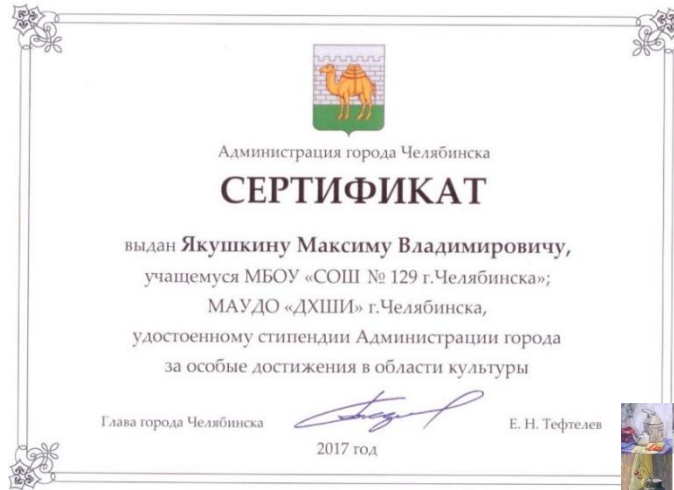 Администрация города Челябинска
СЕРТИФИКАТ
выдан Якушкину Максиму Владимировичу,
учащемуся МБОУ «СОШ № 129 г.Челябинска»;
МАУДО «ДХШИ» г.Челябинска,
удостоенному стипендии Администрации города
за особые достижения в области культуры
Глава города Челябинска
Е. Н. Тефтелев
2017 год